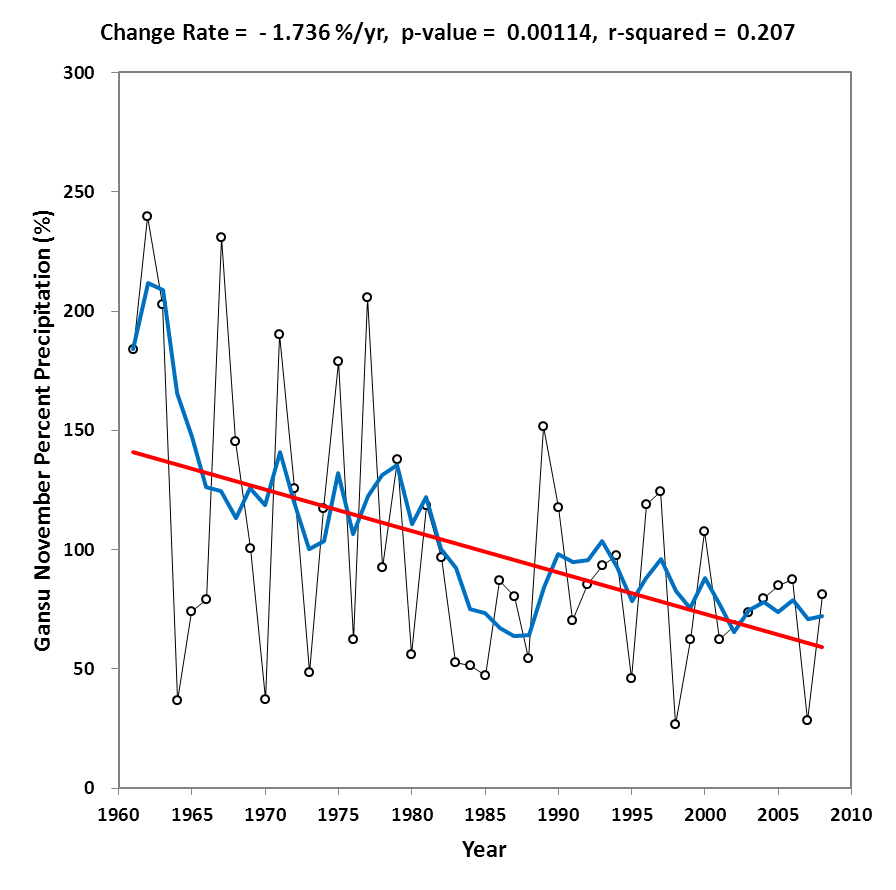 Change Rate = - 1.736 %/yr, p-value = 0.00114, r-squared = 0.207
300
250
200
150
100
50
0
Gansu November Percent Precipitation (%)
1960 1965 1970 1975 1980 1985 1990 1995 2000 2005 2010
Year